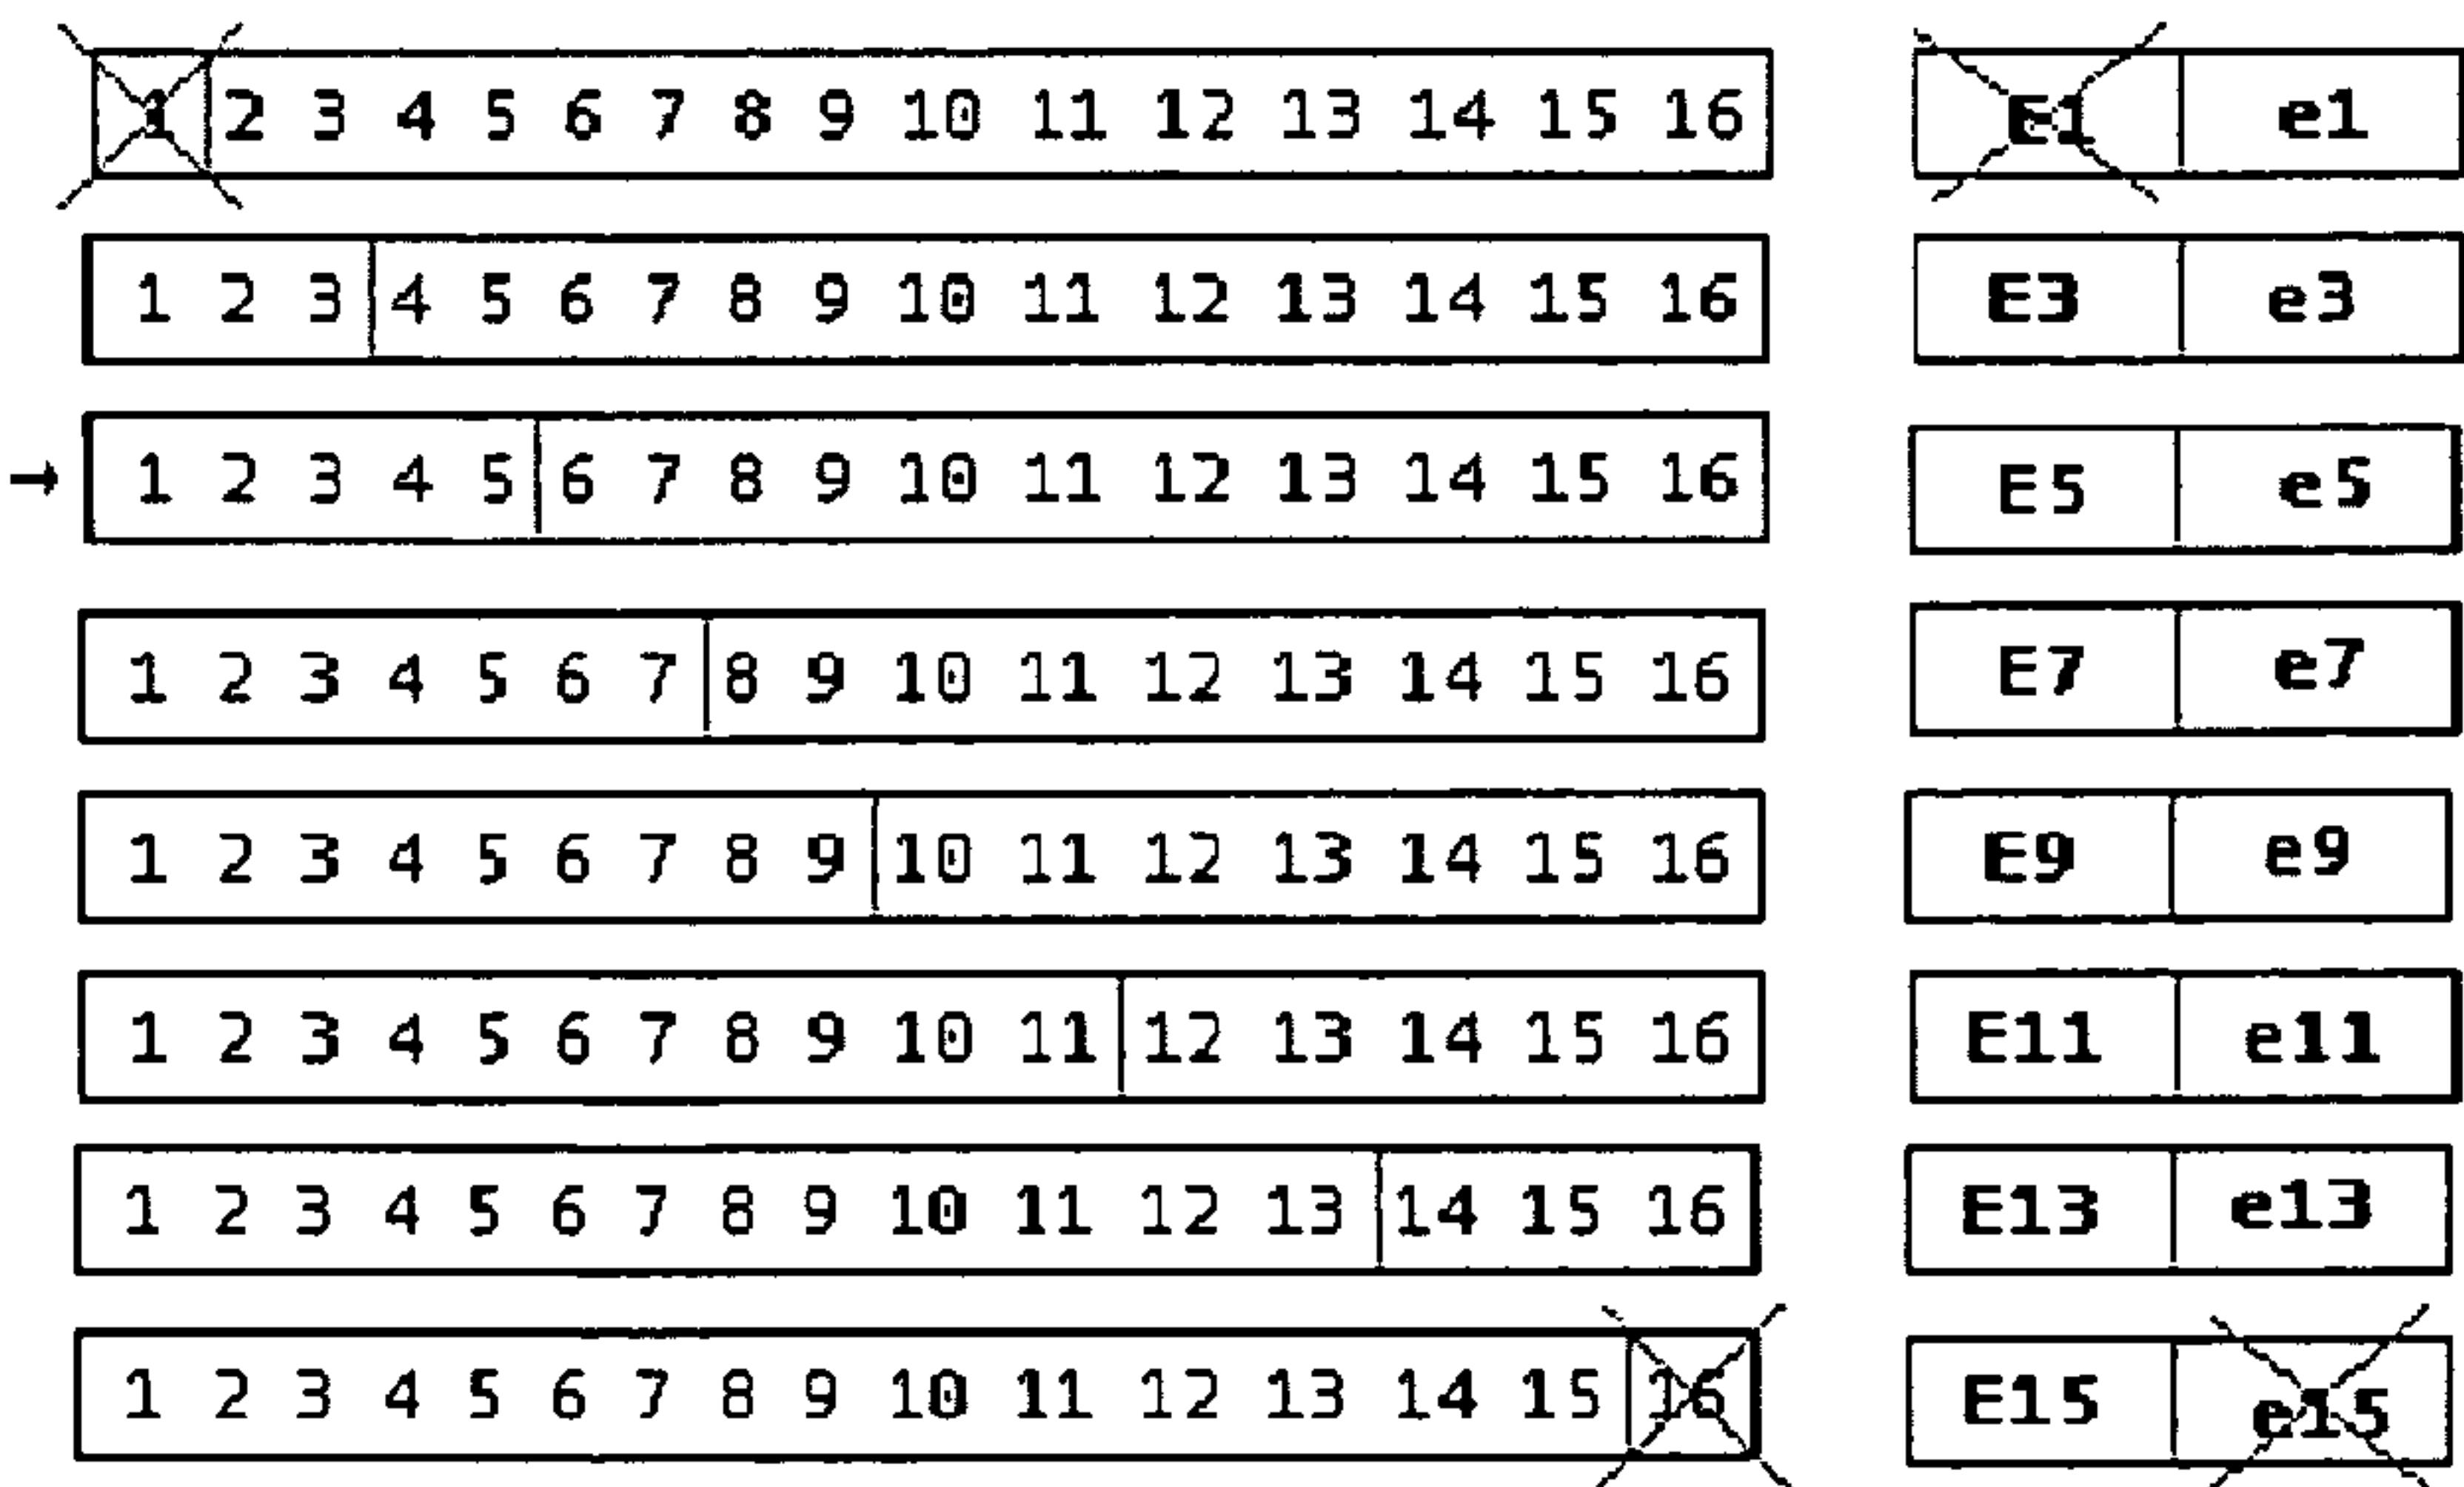 1 2 3 4 5 6 7 8 9 10 11 12 13 14 15 16 E1 e1
1 2 3 4 5 6 7 8 9 10 11 12 13 14 15 16 E3 e3
→ 1 2 3 4 5 6 7 8 9 10 11 12 13 14 15 16 E5 e5
1 2 3 4 5 6 7 8 9 10 11 12 13 14 15 16 E7 e7
1 2 3 4 5 6 7 8 9 10 11 12 13 14 15 16 E9 e9
1 2 3 4 5 6 7 8 9 10 11 12 13 14 15 16 E11 e11
1 2 3 4 5 6 7 8 9 10 11 12 13 14 15 16 E13 e13
1 2 3 4 5 6 7 8 9 10 11 12 13 14 15 16 E15 e15